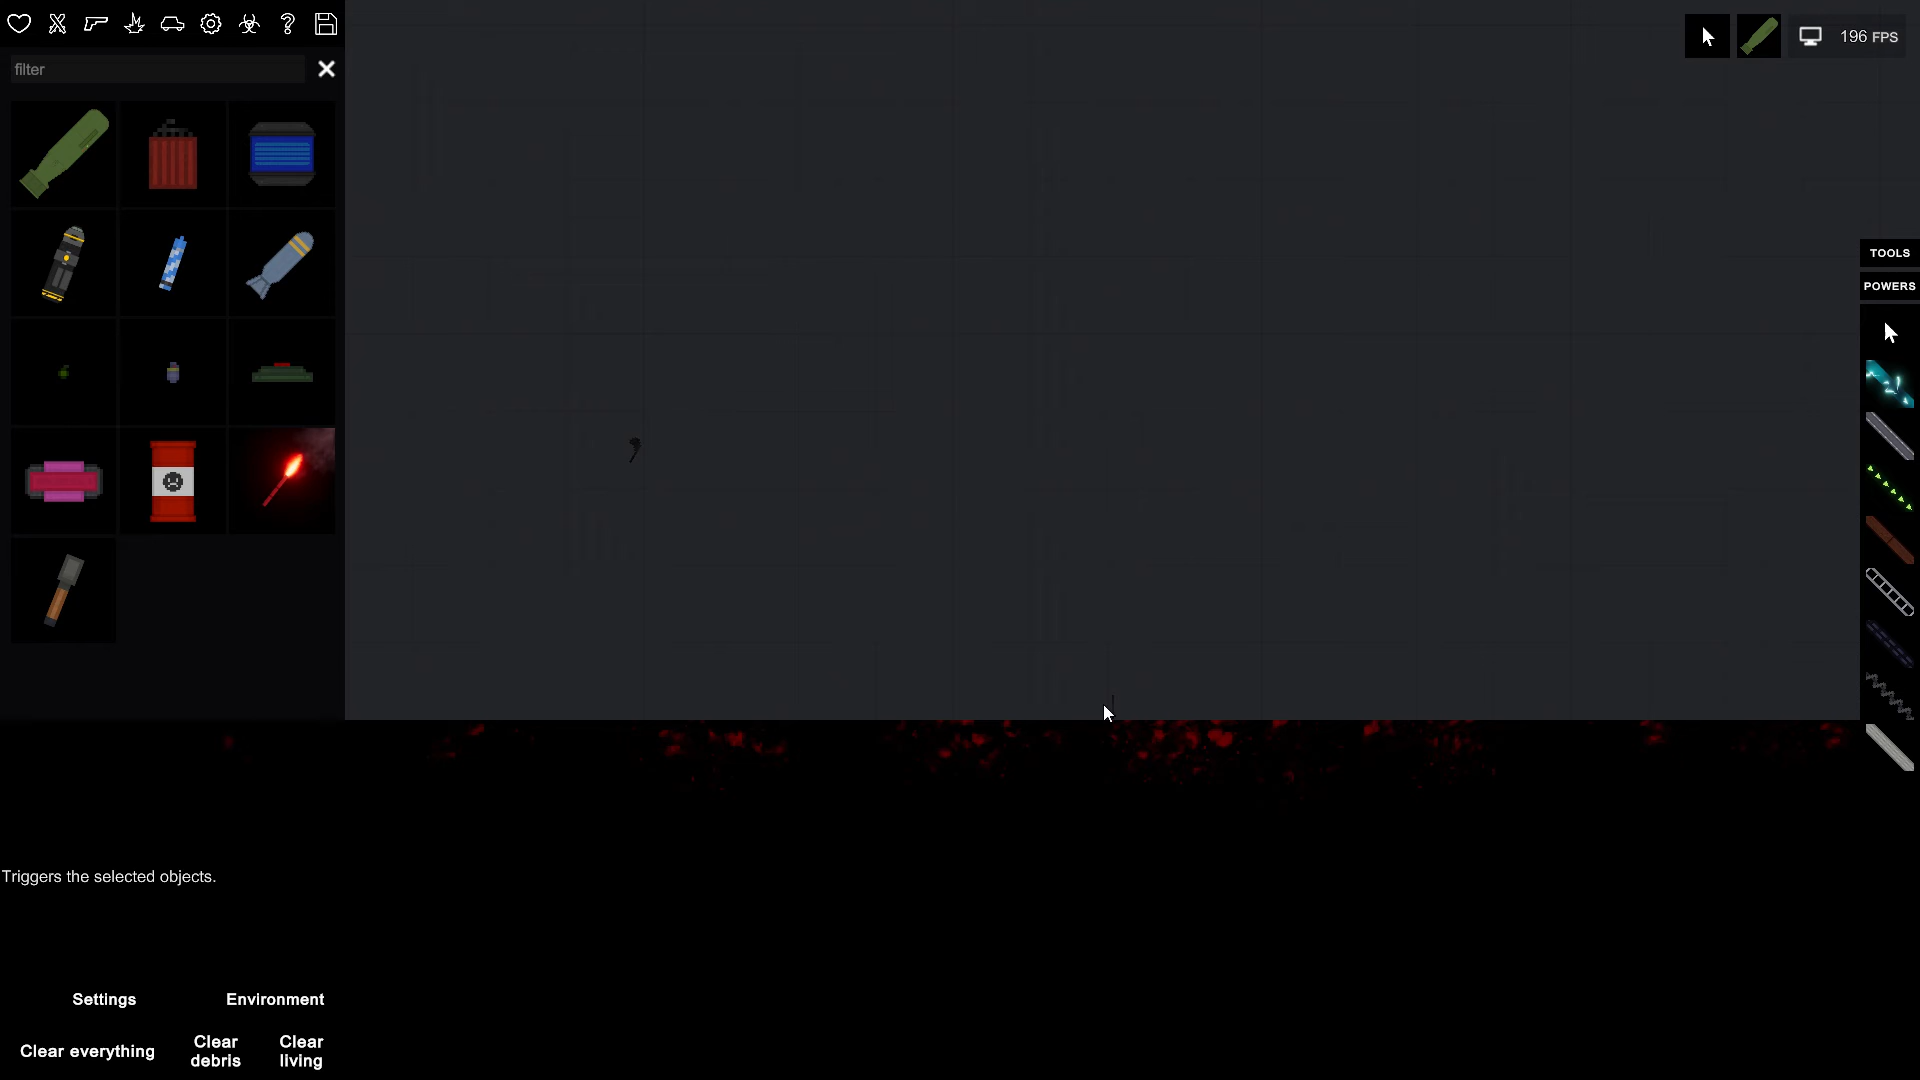 filter
196 FPS
TOOLS
POWERS
Triggers the selected objects.
Settings
Environment
Clear everything
Clear
debris
Clear
living